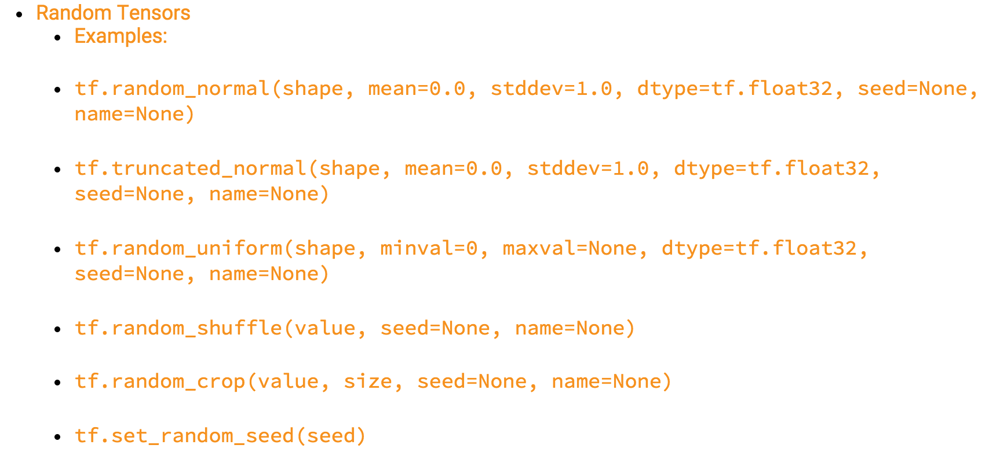 Random Tensors
Examples:
tf.random_normal(shape, mean=0.0, stddev=1.0, dtype=tf.float32, seed=None,
name=None)
tf.truncated_normal(shape, mean=0.0, stddev=1.0, dtype=tf.float32,
seed=None, name=None)
tf.random_uniform(shape, minval=0, maxval=None, dtype=tf.float32,
seed=None, name=None)
tf.random_shuffle(value, seed=None, name=None)
tf.random_crop(value, size, seed=None, name=None)
tf.set_random_seed(seed)